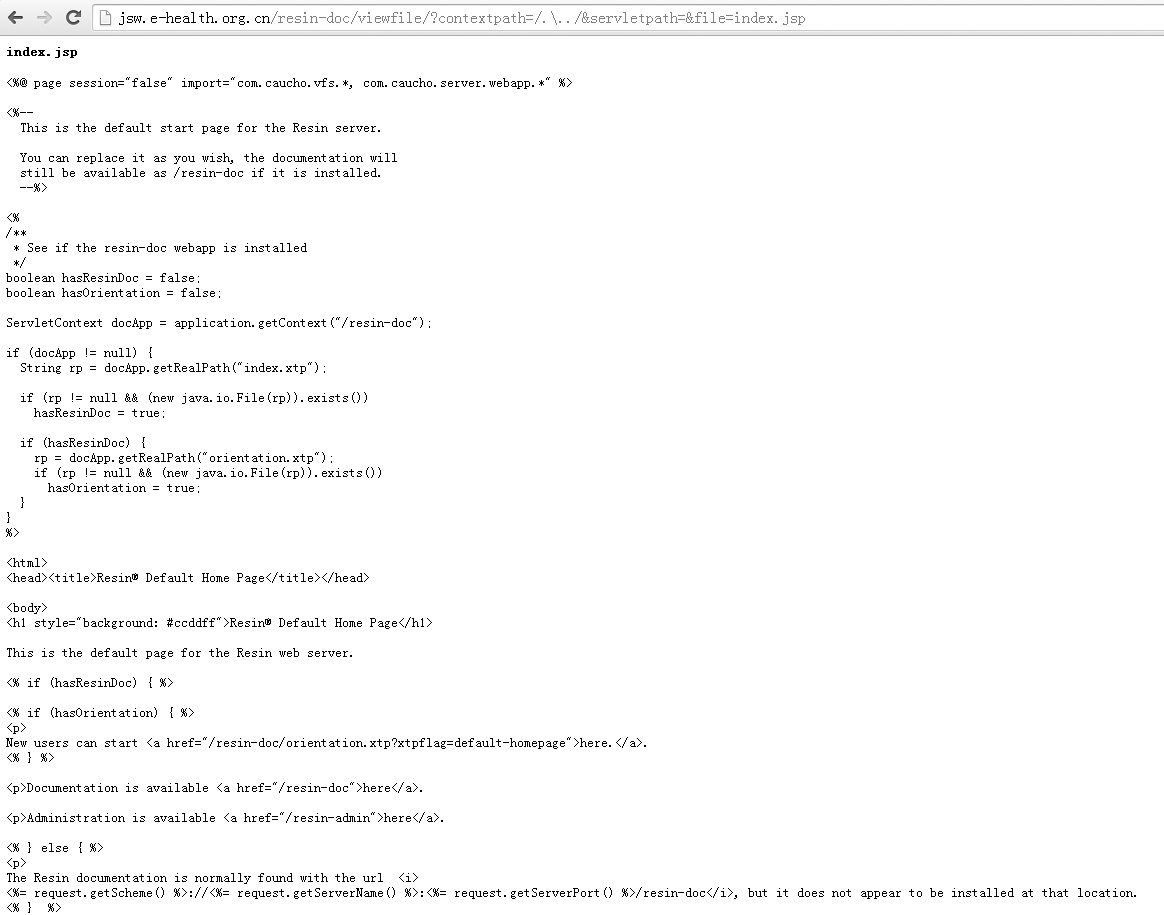 jsw.e-health.org.cn/resin-doc/viewfile/?contextpath=/.\../&servletpath=&file=index.jsp
index.jsp
<%@ page session="false" import="com.caucho.vfs.*, com.caucho.server.webapp.*" %>
<%--
  This is the default start page for the Resin server.
  You can replace it as you wish, the documentation will
  still be available as /resin-doc if it is installed.
  --%>
<%
/**
 * See if the resin-doc webapp is installed
 */
boolean hasResinDoc = false;
boolean hasOrientation = false;
ServletContext docApp = application.getContext("/resin-doc");
if (docApp != null) {
  String rp = docApp.getRealPath("index.xtp");
  if (rp != null && (new java.io.File(rp)).exists())
    hasResinDoc = true;
  if (hasResinDoc) {
    rp = docApp.getRealPath("orientation.xtp");
    if (rp != null && (new java.io.File(rp)).exists())
      hasOrientation = true;
  }
}
%>
<html>
<head><title>Resin® Default Home Page</title></head>
<body>
<h1 style="background: #ccddff">Resin® Default Home Page</h1>
This is the default page for the Resin web server.
<% if (hasResinDoc) { %>
<% if (hasOrientation) { %>
<p>
New users can start <a href="/resin-doc/orientation.xtp?xtpflag=default-homepage">here.</a>.
<% } %>
<p>Documentation is available <a href="/resin-doc">here</a>.
<p>Administration is available <a href="/resin-admin">here</a>.
<% } else { %>
<p>
The Resin documentation is normally found with the url  <i>
<%= request.getScheme() %>://<%= request.getServerName() %>:<%= request.getServerPort() %>/resin-doc</i>, but it does not appear to be installed at that location.
<% }  %>